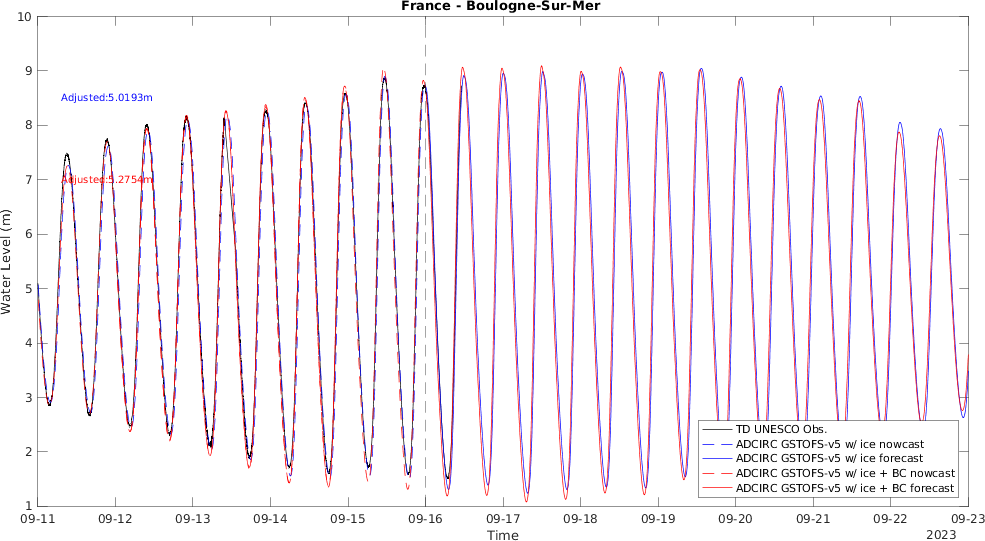 France - Boulogne-Sur-Mer
10
9
8
7
6
5
4
3
2
1
Water Level (m)
Adjusted:5.0193m
Adjusted:5.2754m
TD UNESCO Obs.
ADCIRC GSTOFS-v5 w/ ice nowcast
ADCIRC GSTOFS-v5 w/ ice forecast
ADCIRC GSTOFS-v5 w/ ice + BC nowcast
ADCIRC GSTOFS-v5 w/ ice + BC forecast
09-11 09-12 09-13 09-14 09-15 09-16 09-17 09-18 09-19 09-20 09-21 09-22 09-23
Time
2023